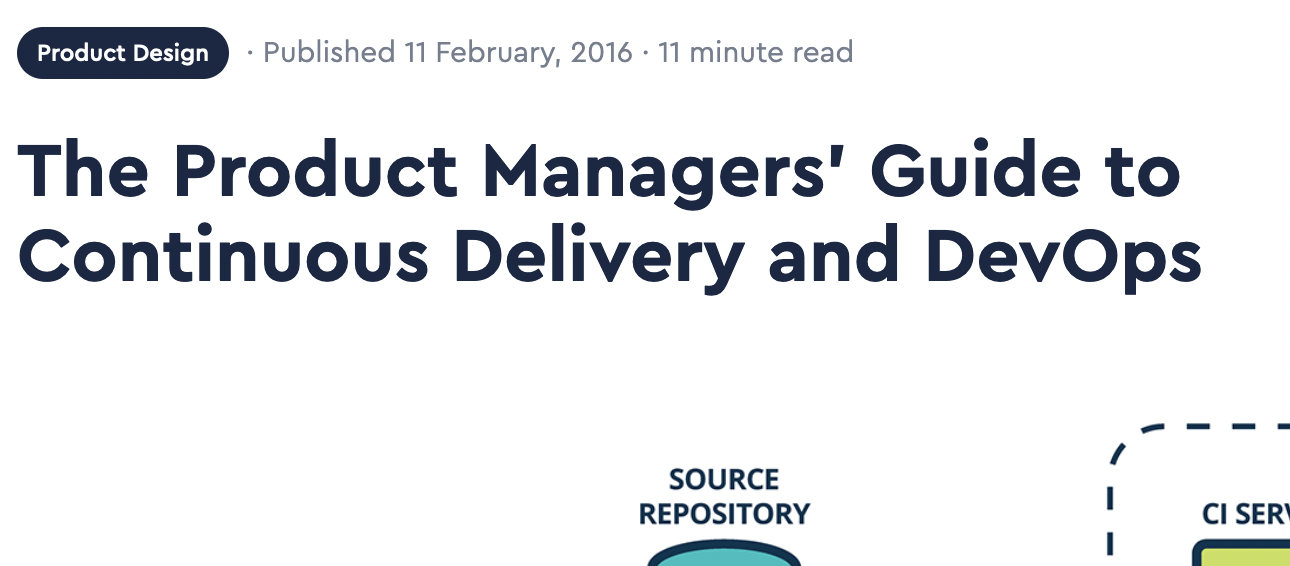 Product Design · Published 11 February, 2016 · 11 minute read
The Product Managers' Guide to
Continuous Delivery and DevOps
SOURCE
REPOSITORY
CI